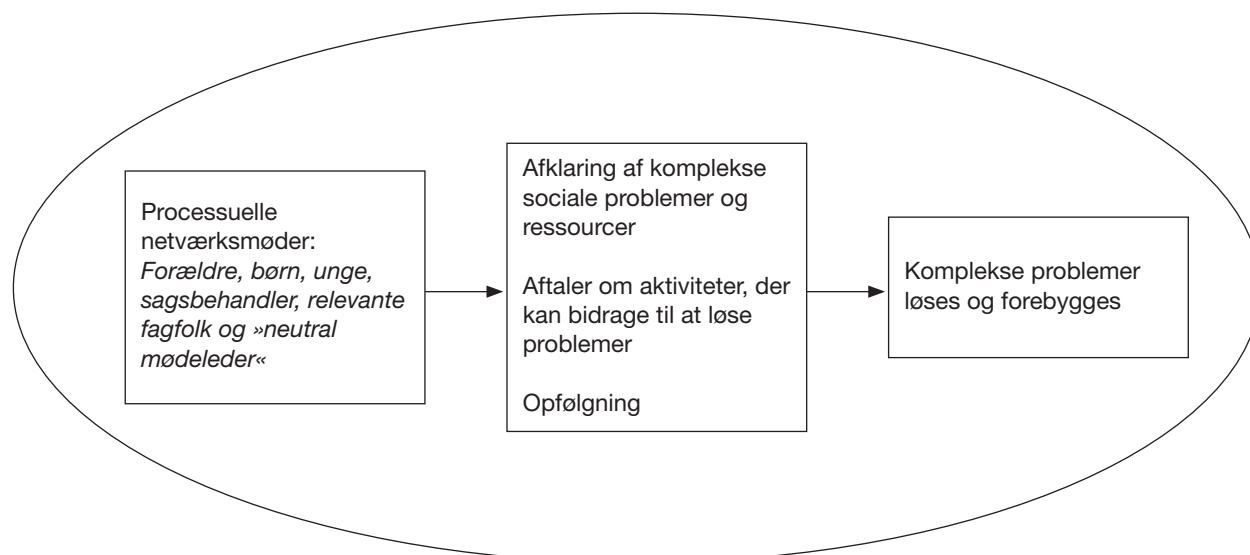 Processuelle
netværksmøder:
Forældre, børn, unge,
sagsbehandler, relevante
fagfolk og »neutral
mødeleder«
Afklaring af komplekse
sociale problemer og
ressourcer
Aftaler om aktiviteter, der
kan bidrage til at løse
problemer
Opfølgning
Komplekse problemer
løses og forebygges